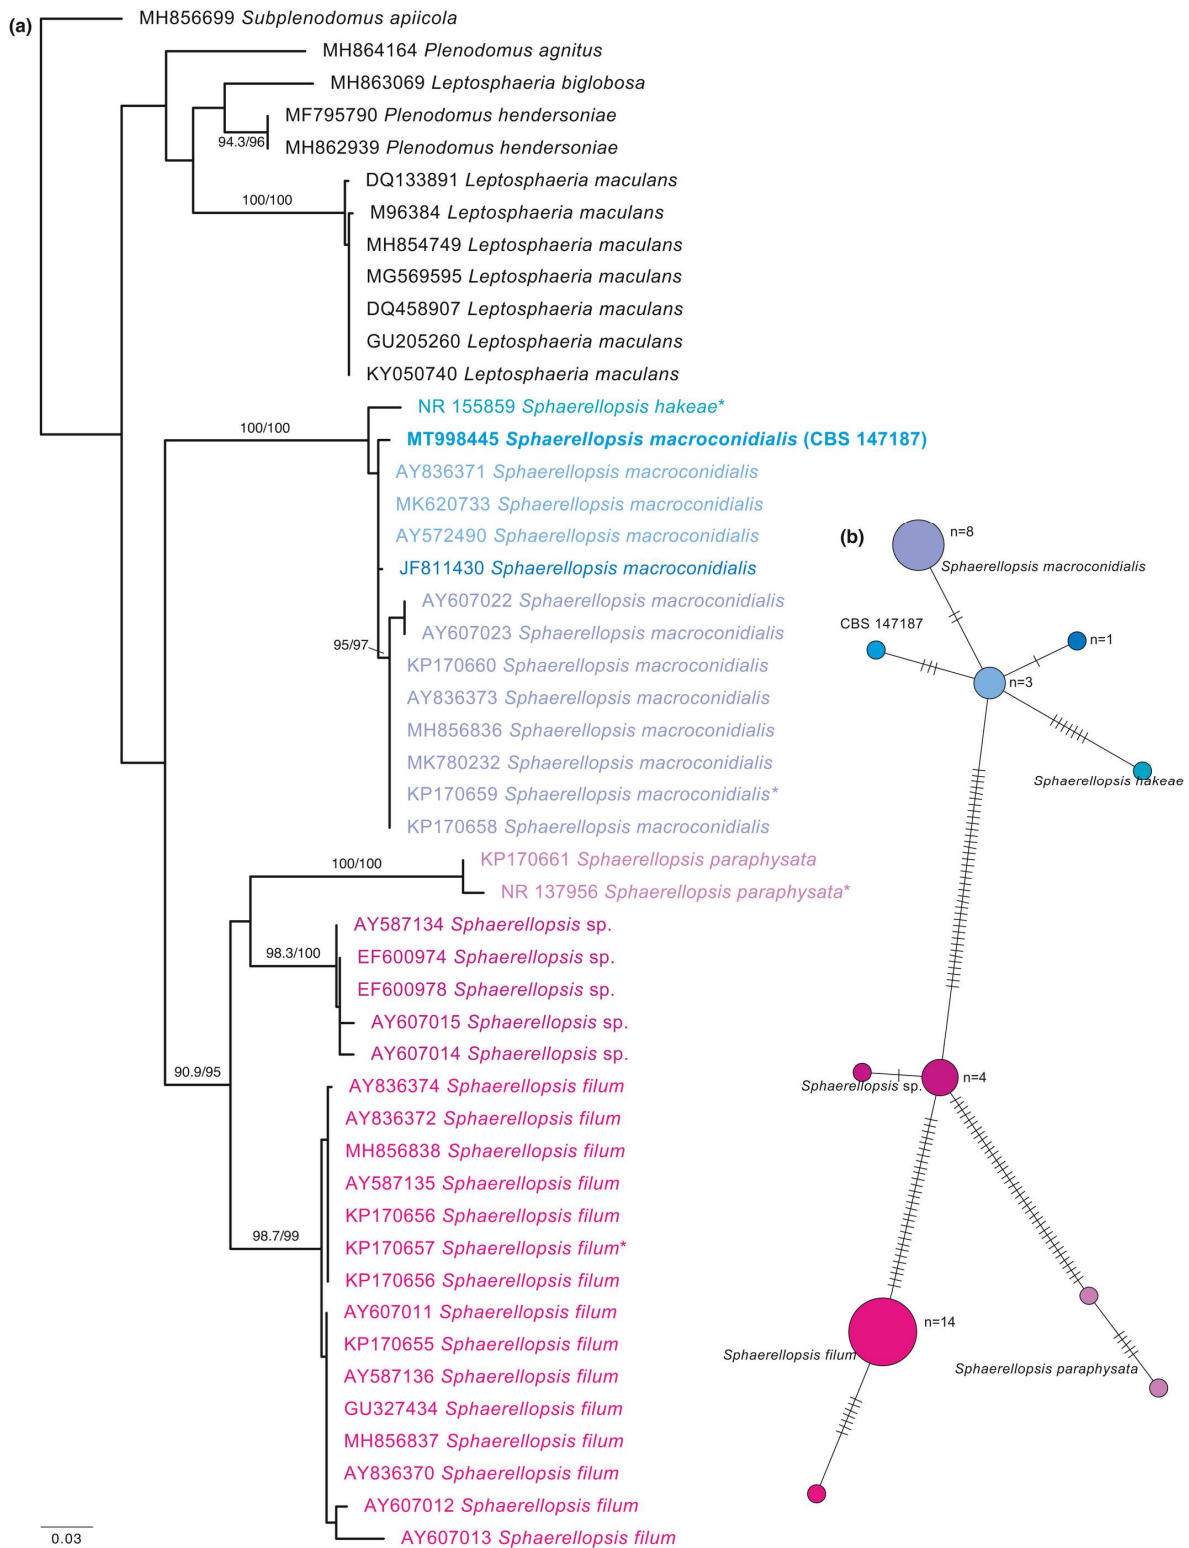 (a)
MH856699 Subplenodomus apiicola
MH864164 Plenodomus agnitus
MH863069 Leptosphaeria biglobosa
MF795790 Plenodomus hendersoniae
94.3/96
MH862939 Plenodomus hendersoniae
DQ133891 Leptosphaeria maculans
100/100
M96384 Leptosphaeria maculans
MH854749 Leptosphaeria maculans
MG569595 Leptosphaeria maculans
DQ458907 Leptosphaeria maculans
GU205260 Leptosphaeria maculans
KY050740 Leptosphaeria maculans
NR 155859 Sphaerellopsis hakeae*
100/100
MT998445 Sphaerellopsis macroconidialis (CBS 147187)
AY836371 Sphaerellopsis macroconidialis
MK620733 Sphaerellopsis macroconidialis
AY572490 Sphaerellopsis macroconidialis
JF811430 Sphaerellopsis macroconidialis
AY607022 Sphaerellopsis macroconidialis
AY607023 Sphaerellopsis macroconidialis
95/97
KP170660 Sphaerellopsis macroconidialis
AY836373 Sphaerellopsis macroconidialis
MH856836 Sphaerellopsis macroconidialis
MK780232 Sphaerellopsis macroconidialis
KP170659 Sphaerellopsis macroconidialis*
KP170658 Sphaerellopsis macroconidialis
KP170661 Sphaerellopsis paraphysata
100/100
NR 137956 Sphaerellopsis paraphysata*
AY587134 Sphaerellopsis sp.
98.3/100
EF600974 Sphaerellopsis sp.
EF600978 Sphaerellopsis sp.
AY607015 Sphaerellopsis sp.
AY607014 Sphaerellopsis sp.
90.9/95
AY836374 Sphaerellopsis filum
AY836372 Sphaerellopsis filum
MH856838 Sphaerellopsis filum
AY587135 Sphaerellopsis filum
KP170656 Sphaerellopsis filum
98.7/99
KP170657 Sphaerellopsis filum*
KP170656 Sphaerellopsis filum
AY607011 Sphaerellopsis filum
KP170655 Sphaerellopsis filum
AY587136 Sphaerellopsis filum
GU327434 Sphaerellopsis filum
MH856837 Sphaerellopsis filum
AY836370 Sphaerellopsis filum
AY607012 Sphaerellopsis filum
AY607013 Sphaerellopsis filum
0.03
(b)
n=8
Sphaerellopsis macroconidialis
CBS 147187
n=1
n=3
Sphaerellopsis hakeae
n=4
Sphaerellopsis sp.
n=14
Sphaerellopsis filum
Sphaerellopsis paraphysata